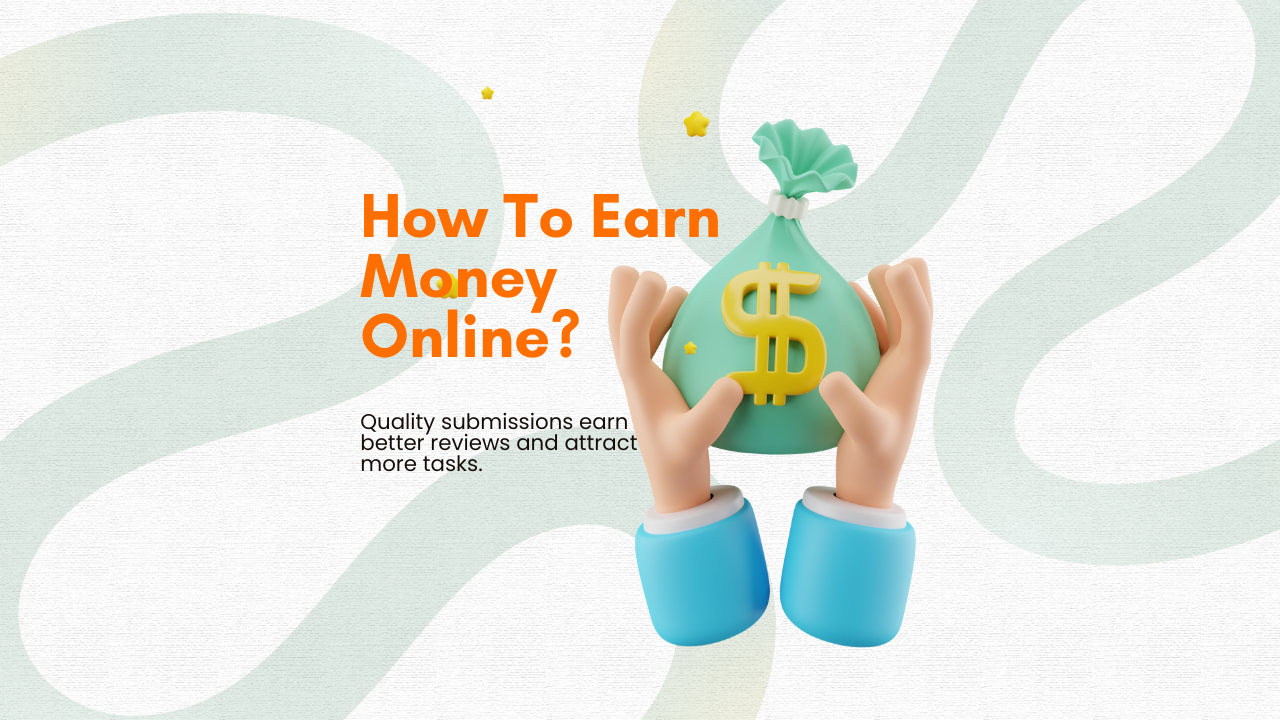 How To Earn
Money
Online?
Quality submissions earn
better reviews and attract
more tasks.
$